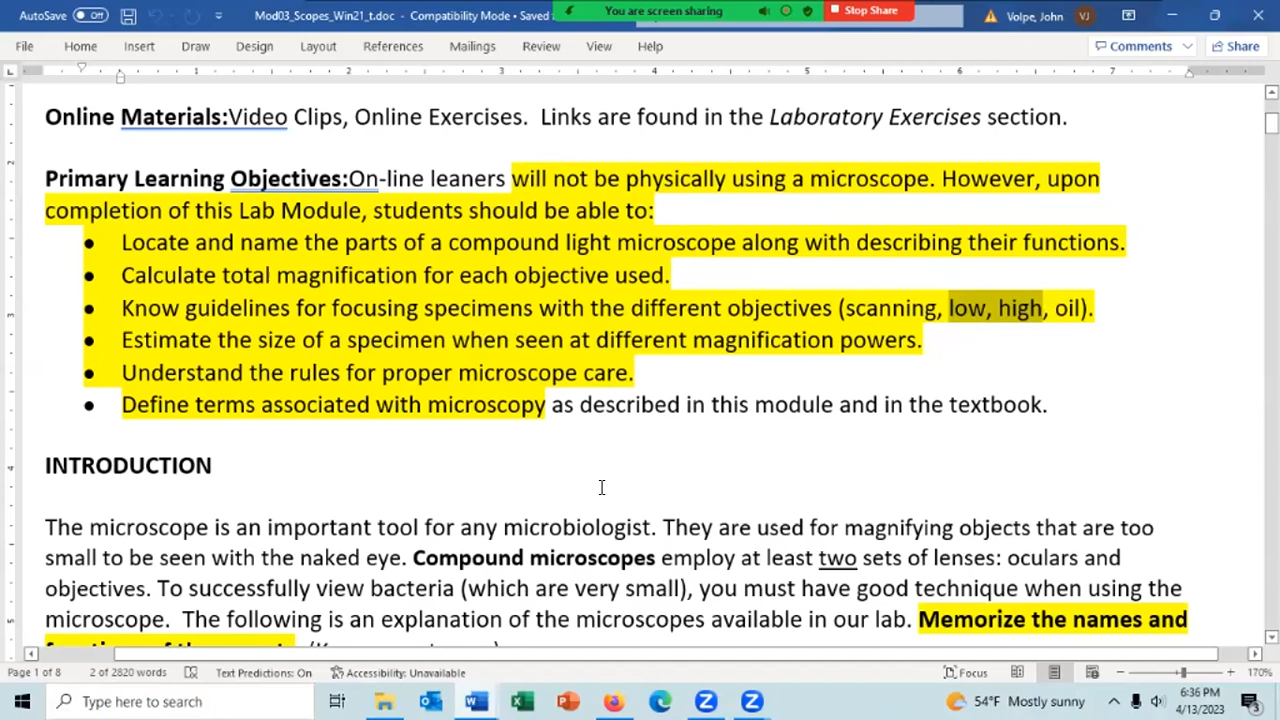 AutoSave Off Mod03_Scopes_Win21_t.doc - Compatibility Mode • Saved You are screen sharing Stop Share Volpe, John VJ
File Home Insert Draw Design Layout References Mailings Review View Help Comments Share
1 2 3 4 5 6 7
Online Materials:Video Clips, Online Exercises. Links are found in the Laboratory Exercises section.
Primary Learning Objectives:On-line leaners will not be physically using a microscope. However, upon
completion of this Lab Module, students should be able to:
• Locate and name the parts of a compound light microscope along with describing their functions.
• Calculate total magnification for each objective used.
• Know guidelines for focusing specimens with the different objectives (scanning, low, high, oil).
• Estimate the size of a specimen when seen at different magnification powers.
• Understand the rules for proper microscope care.
• Define terms associated with microscopy as described in this module and in the textbook.
INTRODUCTION
The microscope is an important tool for any microbiologist. They are used for magnifying objects that are too
small to be seen with the naked eye. Compound microscopes employ at least two sets of lenses: oculars and
objectives. To successfully view bacteria (which are very small), you must have good technique when using the
microscope. The following is an explanation of the microscopes available in our lab. Memorize the names and
Page 1 of 8 2 of 2820 words Text Predictions: On Accessibility: Unavailable Focus 170%
Type here to search 54°F Mostly sunny 6:36 PM
4/13/2023